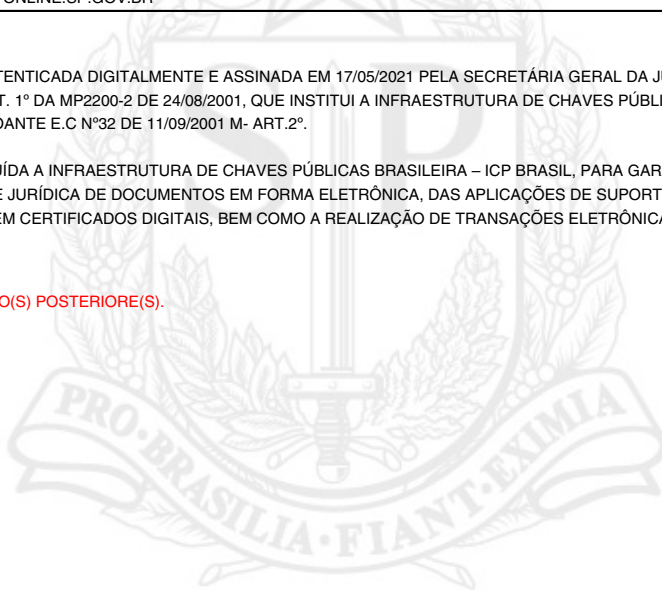 ONLINE.SP.GOV.BR
TENTICADA DIGITALMENTE E ASSINADA EM 17/05/2021 PELA SECRETÁRIA GERAL DA J
T. 1º DA MP2200-2 DE 24/08/2001, QUE INSTITUI A INFRAESTRUTURA DE CHAVES PÚBLI
DANTE E.C Nº32 DE 11/09/2001 M- ART.2º.
UÍDA A INFRAESTRUTURA DE CHAVES PÚBLICAS BRASILEIRA – ICP BRASIL, PARA GAR
E JURÍDICA DE DOCUMENTOS EM FORMA ELETRÔNICA, DAS APLICAÇÕES DE SUPORT
EM CERTIFICADOS DIGITAIS, BEM COMO A REALIZAÇÃO DE TRANSAÇÕES ELETRÔNICA
O(S) POSTERIORE(S).
S P
PRO·BRASILIA·FIANT·EXIMIA